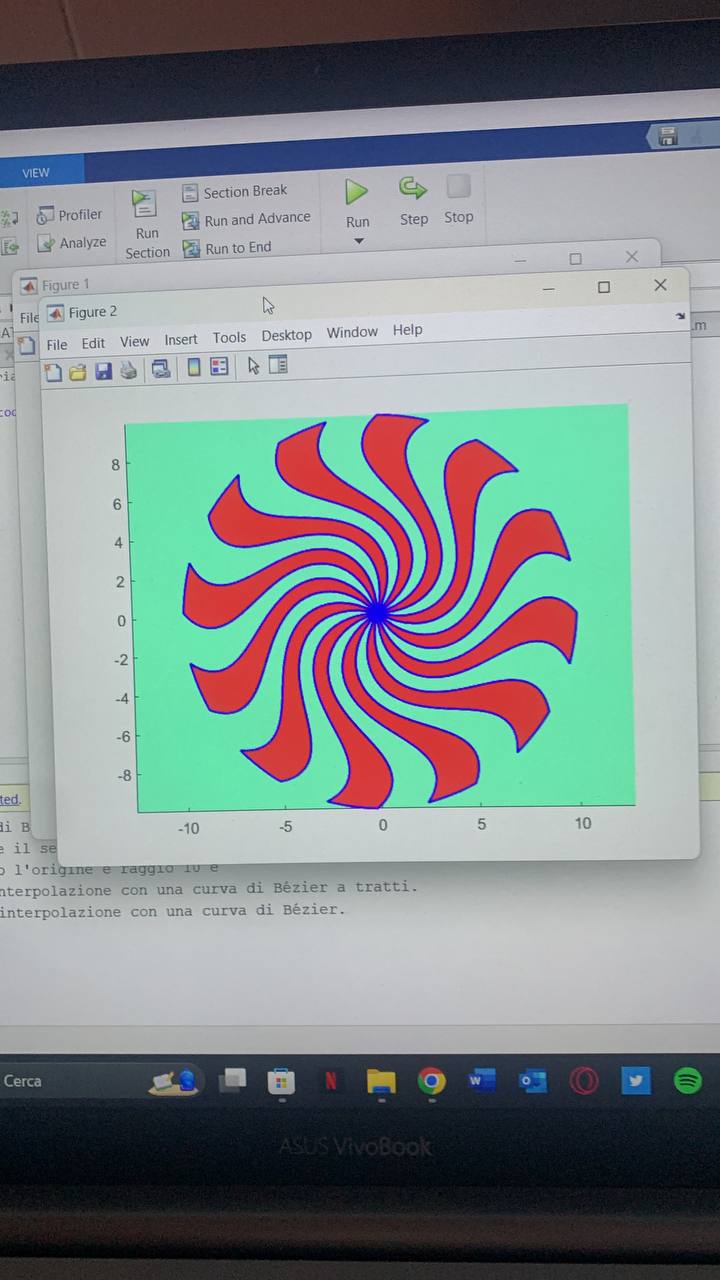 VIEW
Profiler
Analyze
Run
Section
Section Break
Run and Advance
Run to End
Run
Step
Stop
Figure 1
File
Figure 2
.m
File Edit View Insert Tools Desktop Window Help
8
6
4
2
0
-2
-4
-6
-8
-10 -5 0 5 10
ted.
di B
e il se
o l'origine e raggio 10 e
nterpolazione con una curva di Bézier a tratti.
interpolazione con una curva di Bézier.
Cerca
ASUS VivoBook